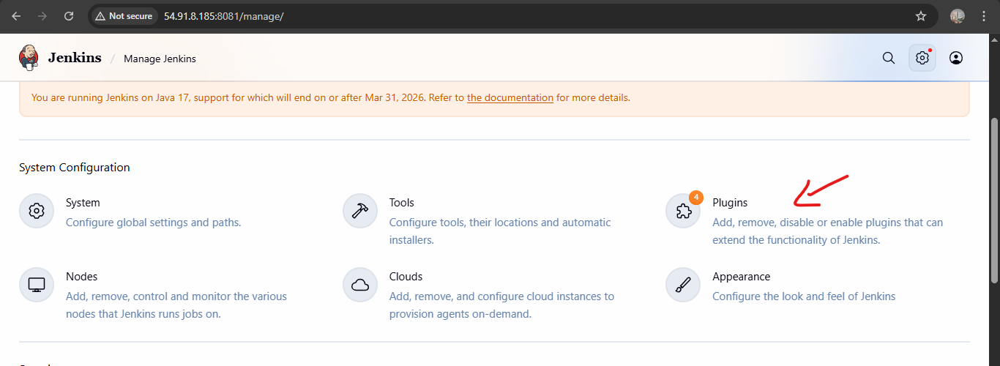 Not secure 54.91.8.185:8081/manage/
Jenkins / Manage Jenkins
You are running Jenkins on Java 17, support for which will end on or after Mar 31, 2026. Refer to the documentation for more details.
System Configuration
System
Configure global settings and paths.
Tools
Configure tools, their locations and automatic
installers.
4
Plugins
Add, remove, disable or enable plugins that can
extend the functionality of Jenkins.
Nodes
Add, remove, control and monitor the various
nodes that Jenkins runs jobs on.
Clouds
Add, remove, and configure cloud instances to
provision agents on-demand.
Appearance
Configure the look and feel of Jenkins